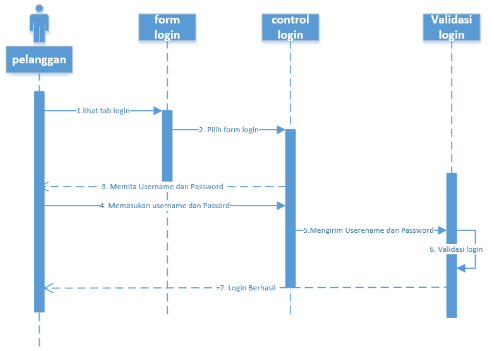 form
login
control
login
Validasi
login
pelanggan
1.lihat tab login
2. Pilih form login
3. Memita Username dan Password
4. Memasukan username dan Passord
5.Mengirim Userename dan Password
6. Validasi login
7. Login Berhasil